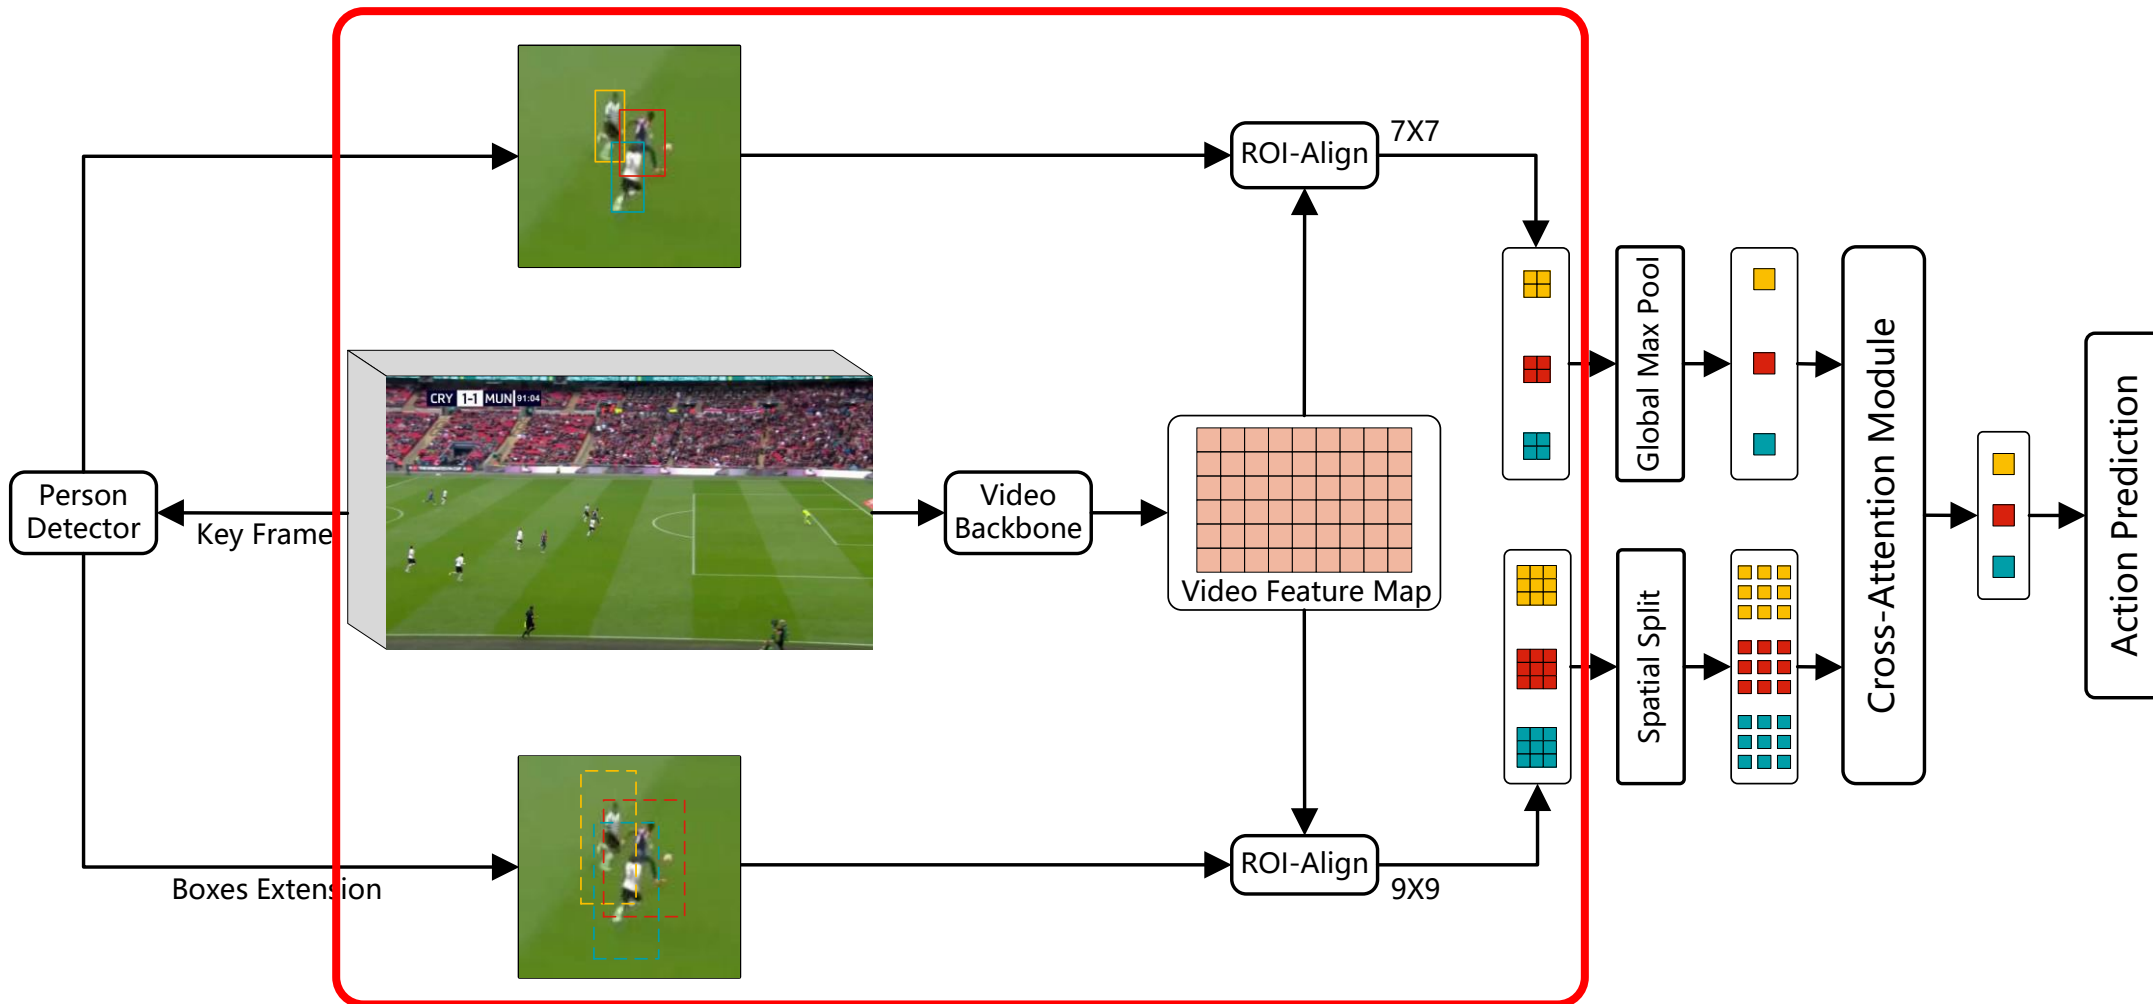 ROI-Align
7X7
Global Max Pool
CRY 1-1 MUN 91:04
Person
Detector
Key Frame
Video
Backbone
Video Feature Map
Cross-Attention Module
Action Prediction
Spatial Split
Boxes Extension
ROI-Align
9X9